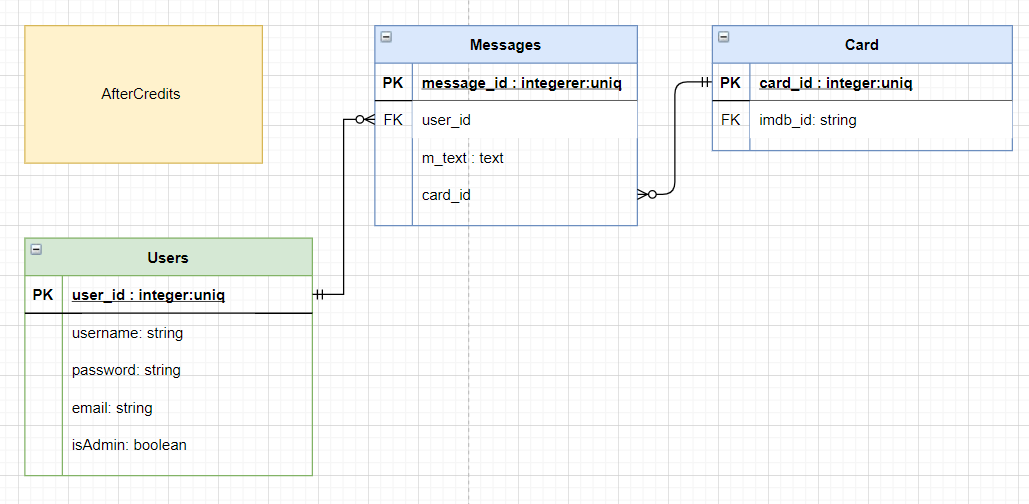 AfterCredits
Messages
PK message_id : integerer:uniq
FK user_id
m_text : text
card_id
Card
PK card_id : integer:uniq
FK imdb_id: string
Users
PK user_id : integer:uniq
username: string
password: string
email: string
isAdmin: boolean